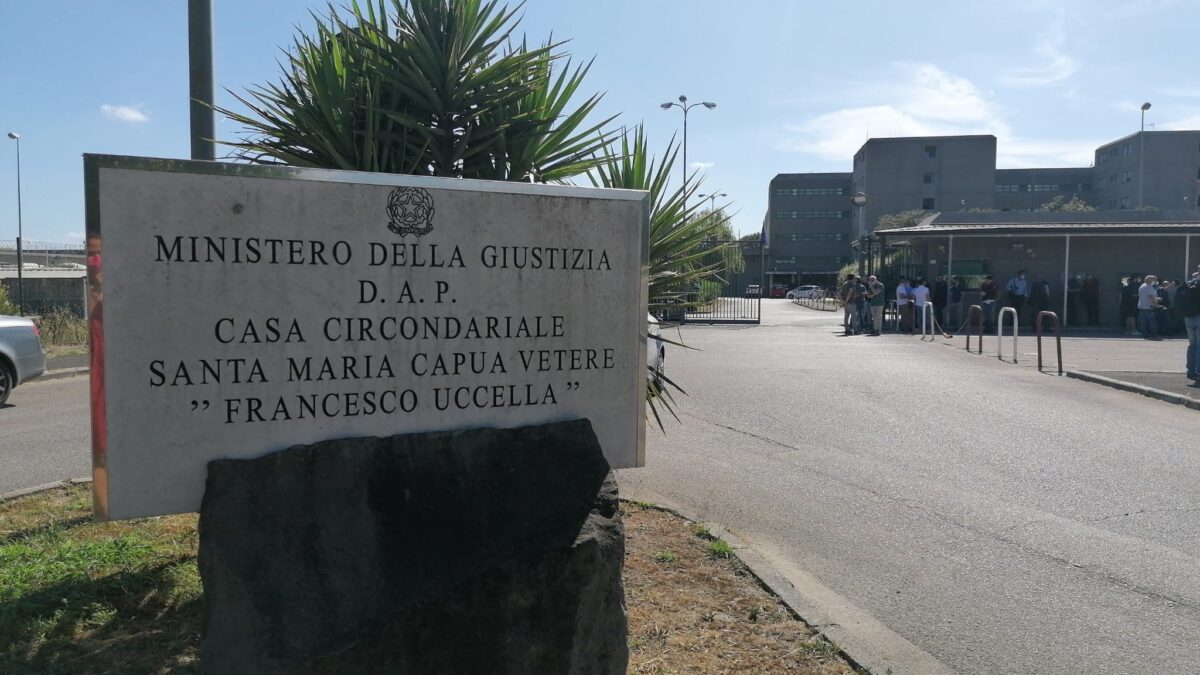 MINISTERO DELLA GIUSTIZIA
D. A. P.
CASA CIRCONDARIALE
SANTA MARIA CAPUA VETERE
” FRANCESCO UCCELLA ”